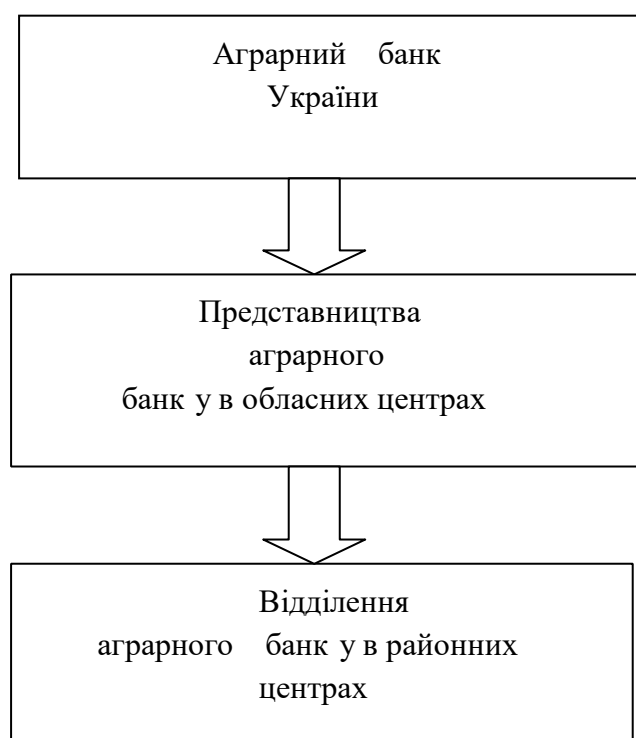 Аграрний банк
України
Представництва
аграрного
банк у в обласних центрах
Відділення
аграрного банк у в районних
центрах